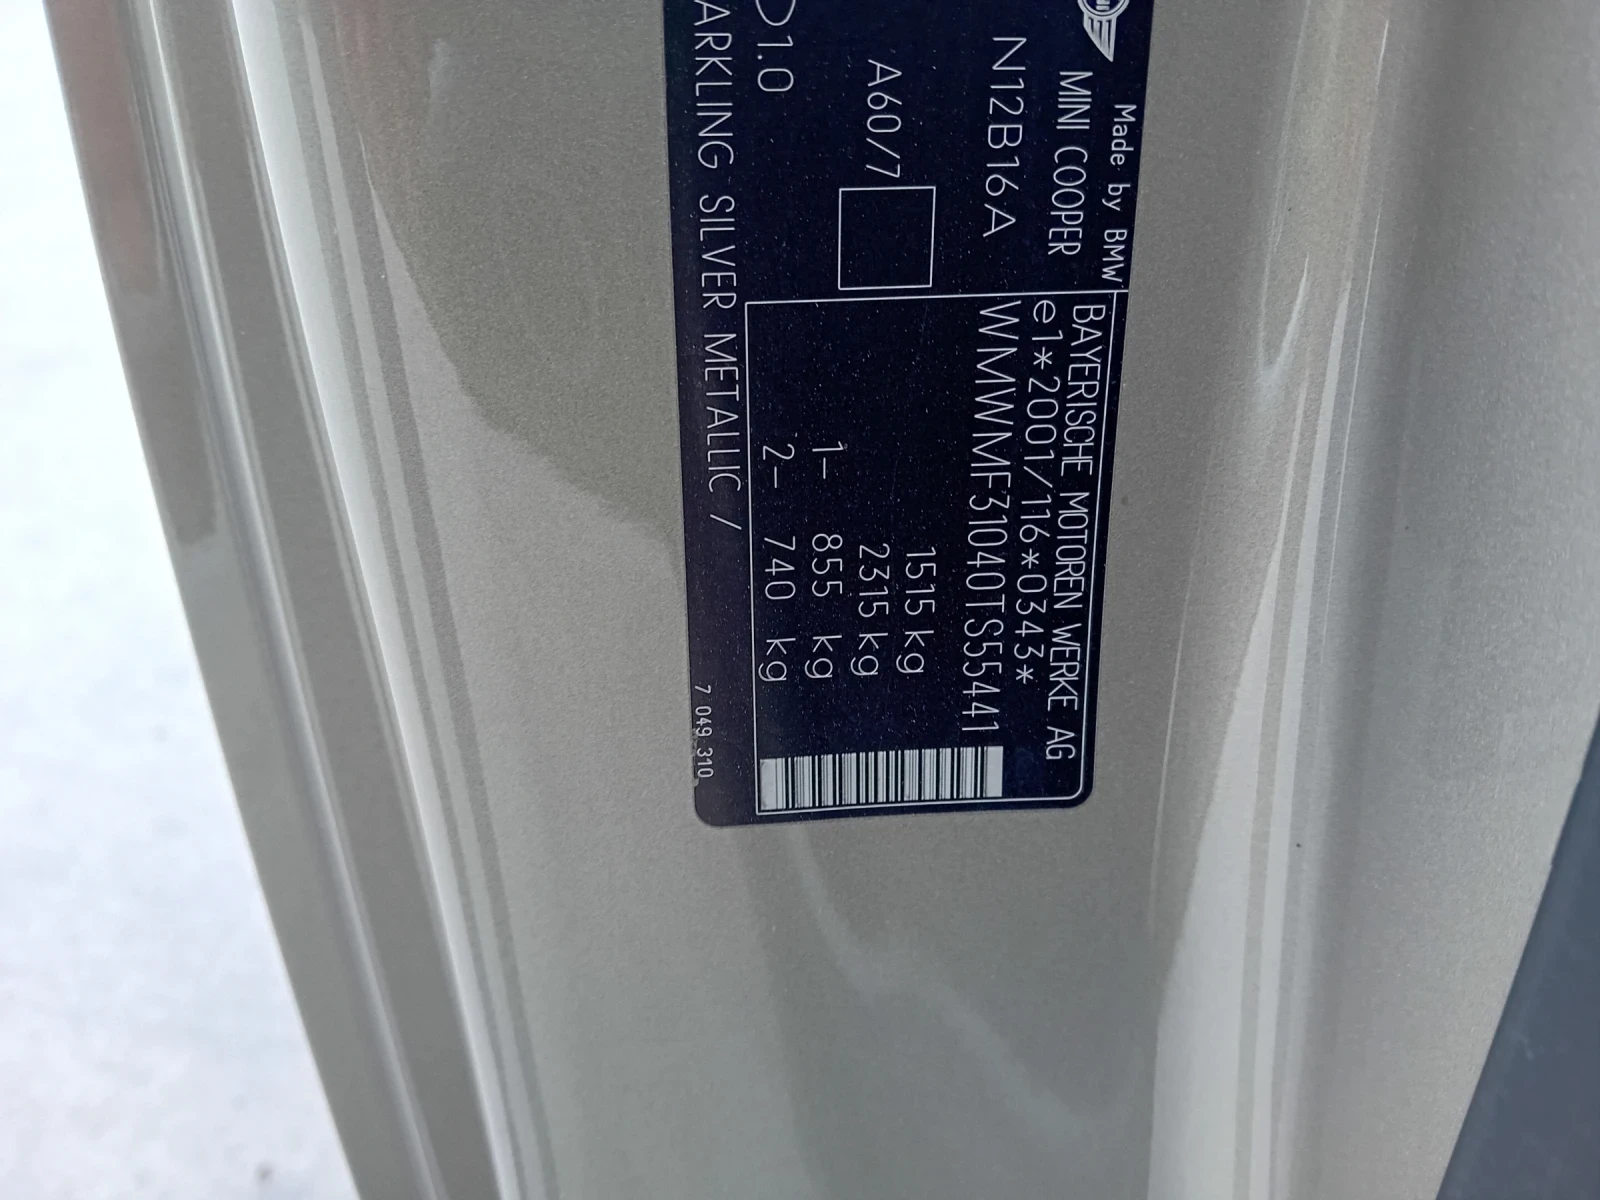 Made by BMW
MINI COOPER
N12B16A
A60/7
D1.0
ARKLING SILVER METALLIC /
BAYERISCHE MOTOREN WERKE AG
e1*2001/116*0343*
WMWMF31040TS55441
1515 kg
2315 kg
1- 855 kg
2- 740 kg
7 049 310